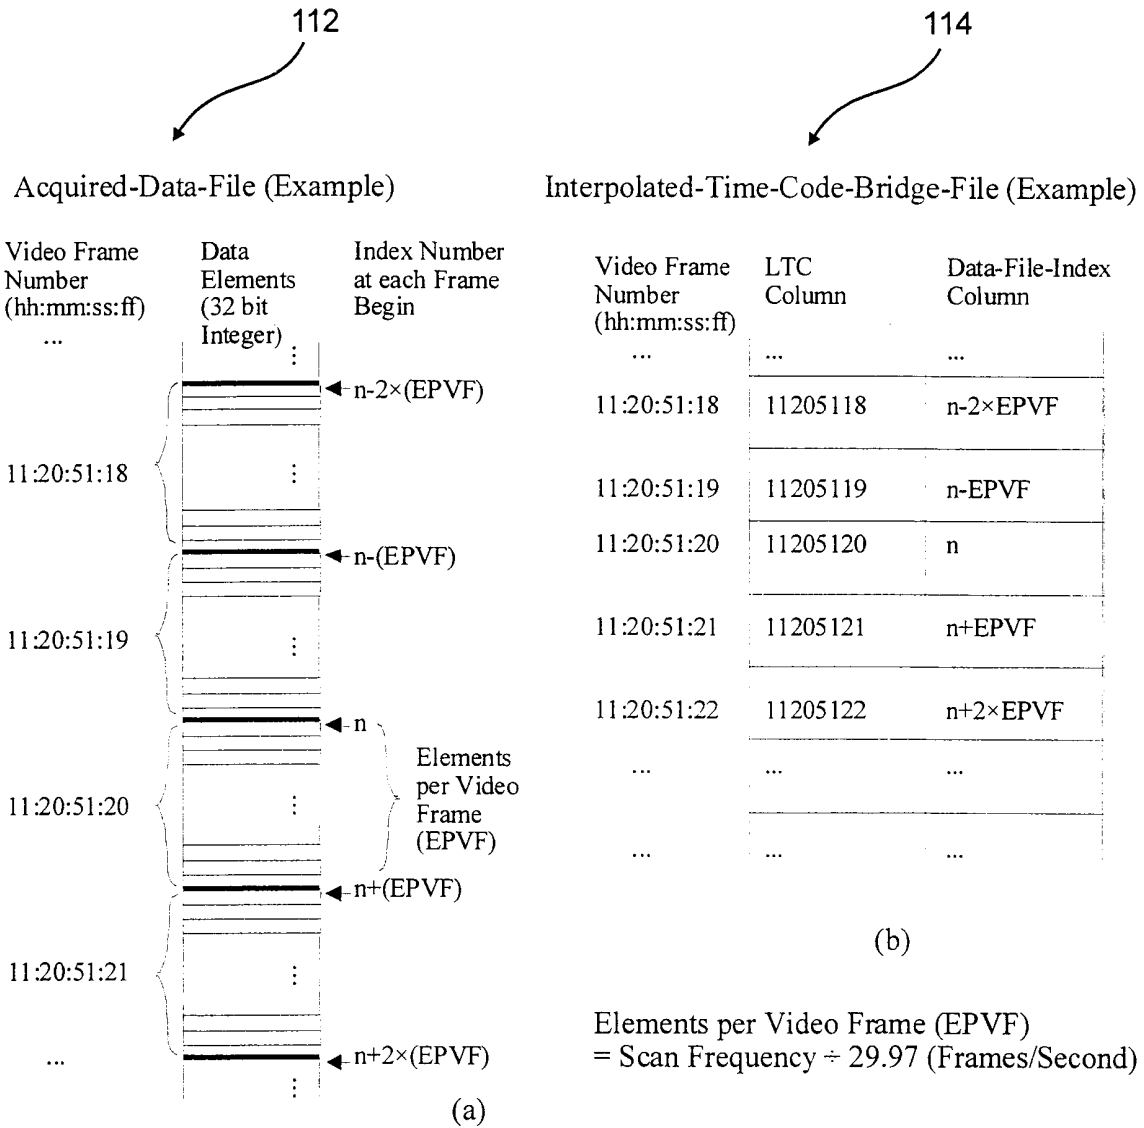 112
114
Acquired-Data-File (Example)
Video Frame
Number
(hh:mm:ss:ff)
Data
Elements
(32 bit
Integer)
Index Number
at each Frame
Begin
...
n-2×(EPVF)
11:20:51:18
n-(EPVF)
11:20:51:19
n
Elements
per Video
Frame
(EPVF)
11:20:51:20
n+(EPVF)
11:20:51:21
...
n+2×(EPVF)
(a)
Interpolated-Time-Code-Bridge-File (Example)
Video Frame
Number
(hh:mm:ss:ff)
LTC
Column
Data-File-Index
Column
... ... ...
11:20:51:18 11205118 n-2×EPVF
11:20:51:19 11205119 n-EPVF
11:20:51:20 11205120 n
11:20:51:21 11205121 n+EPVF
11:20:51:22 11205122 n+2×EPVF
... ... ...
... ... ...
(b)
Elements per Video Frame (EPVF)
= Scan Frequency ÷ 29.97 (Frames/Second)